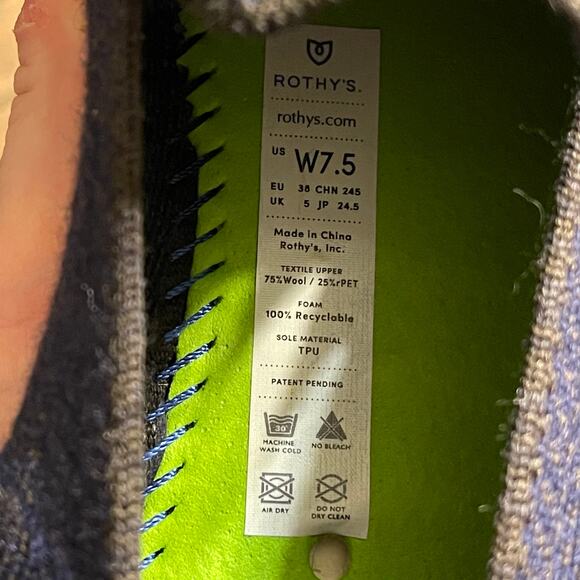 ROTHY'S.
rothys.com
US W7.5
EU 38 CHN 245
UK 5 JP 24.5
Made in China
Rothy's, Inc.
TEXTILE UPPER
75%Wool / 25%rPET
FOAM
100% Recyclable
SOLE MATERIAL
TPU
PATENT PENDING
30°
MACHINE WASH COLD
NO BLEACH
AIR DRY
DO NOT DRY CLEAN